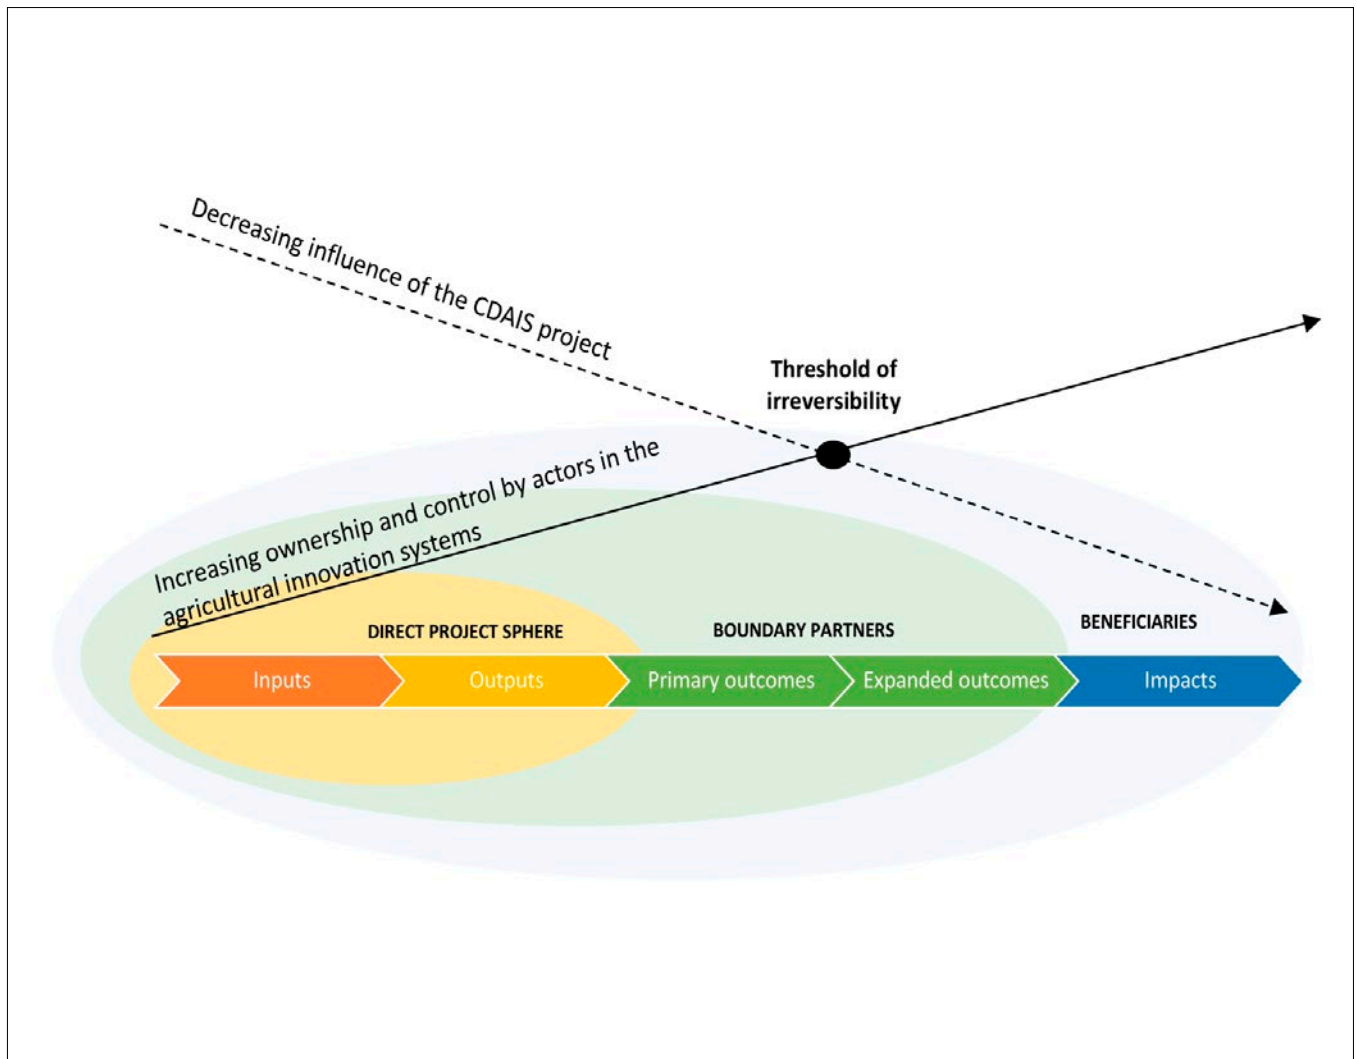 Decreasing influence of the CDAIS project
Threshold of
irreversibility
Increasing ownership and control by actors in the
agricultural innovation systems
DIRECT PROJECT SPHERE
BOUNDARY PARTNERS
BENEFICIARIES
Inputs
Outputs
Primary outcomes
Expanded outcomes
Impacts